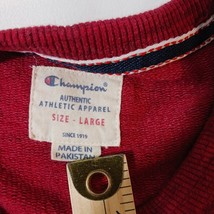 Champion
AUTHENTIC
ATHLETIC APPAREL
SIZE - LARGE
SINCE 1919
MADE IN
PAKISTAN